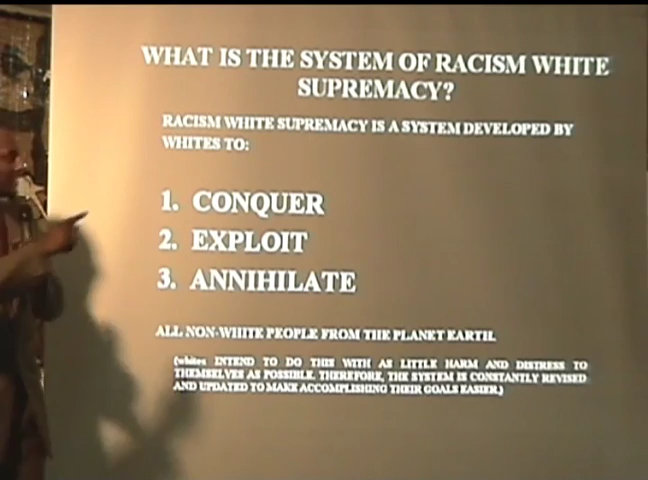 WHAT IS THE SYSTEM OF RACISM WHITE
SUPREMACY?
RACISM WHITE SUPREMACY IS A SYSTEM DEVELOPED BY
WHITES TO:
1. CONQUER
2. EXPLOIT
3. ANNIHILATE
ALL NON-WHITE PEOPLE FROM THE PLANET EARTH.
(whites INTEND TO DO THIS WITH AS LITTLE HARM AND DISTRESS TO
THEMSELVES AS POSSIBLE. THEREFORE, THE SYSTEM IS CONSTANTLY REVISED
AND UPDATED TO MAKE ACCOMPLISHING THEIR GOALS EASIER.)